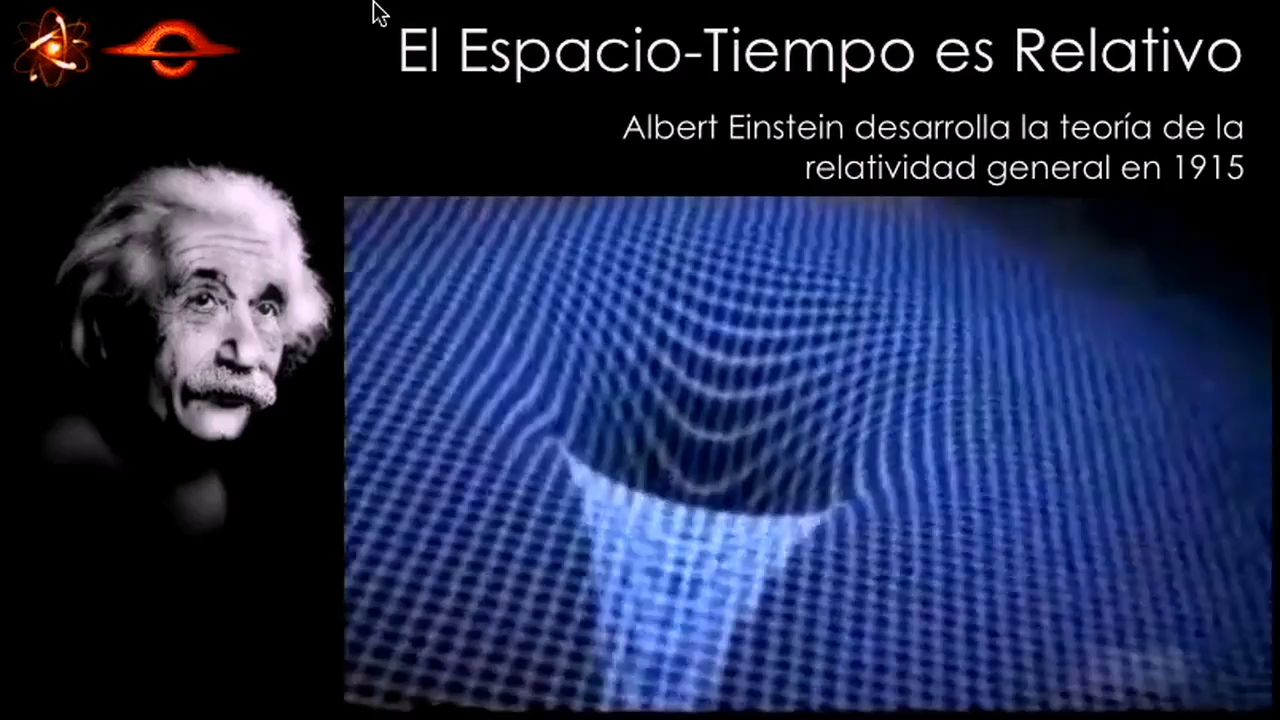 El Espacio-Tiempo es Relativo
Albert Einstein desarrolla la teoría de la
relatividad general en 1915